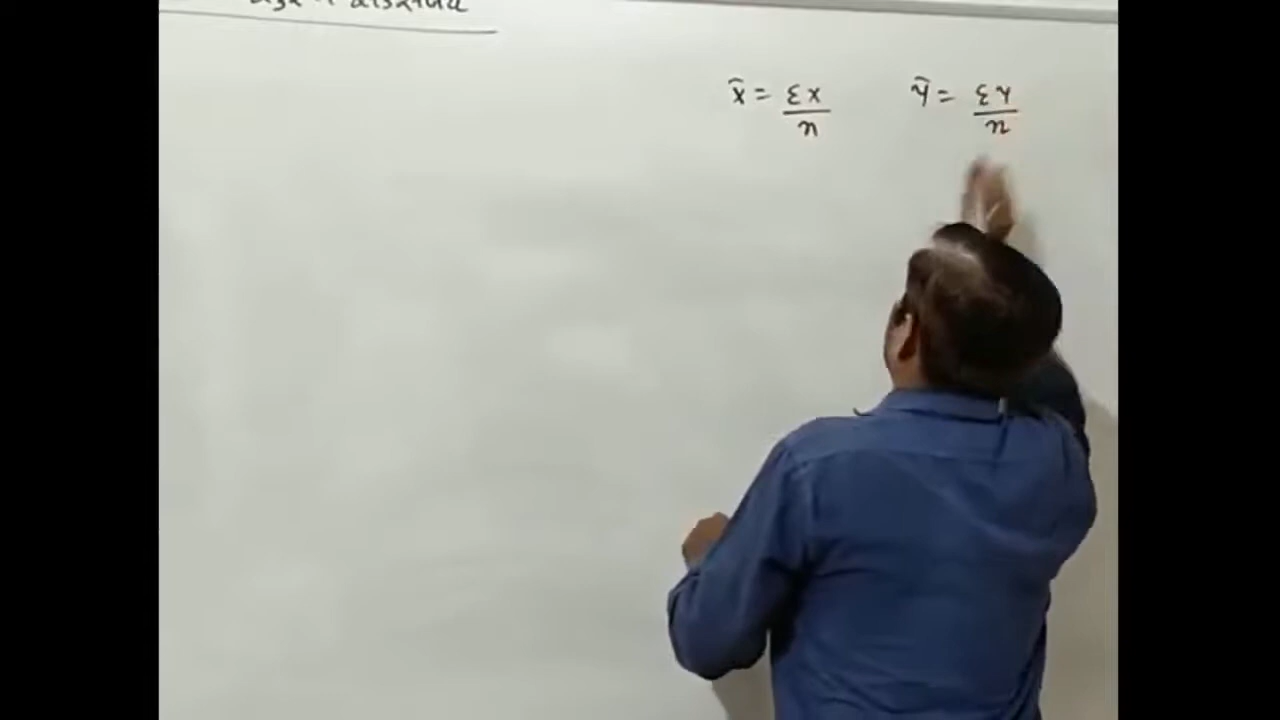 x̄ = Σx/n ȳ = Σy/n